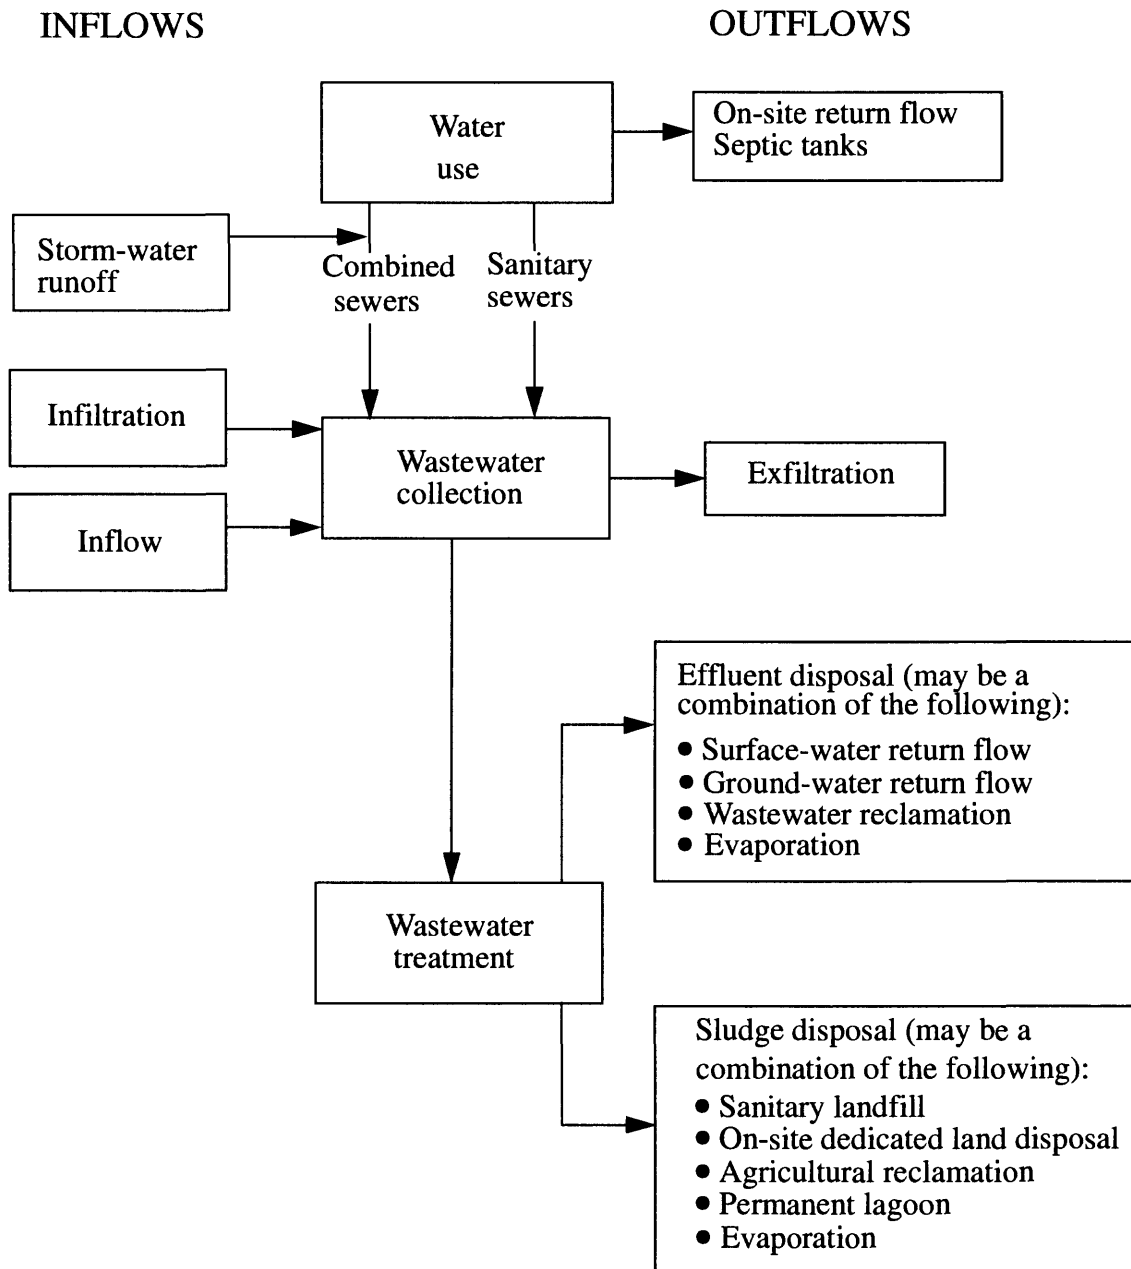 INFLOWS
OUTFLOWS
Water
use
On-site return flow
Septic tanks
Storm-water
runoff
Combined
sewers
Sanitary
sewers
Infiltration
Wastewater
collection
Exfiltration
Inflow
Effluent disposal (may be a
combination of the following):
• Surface-water return flow
• Ground-water return flow
• Wastewater reclamation
• Evaporation
Wastewater
treatment
Sludge disposal (may be a
combination of the following):
• Sanitary landfill
• On-site dedicated land disposal
• Agricultural reclamation
• Permanent lagoon
• Evaporation